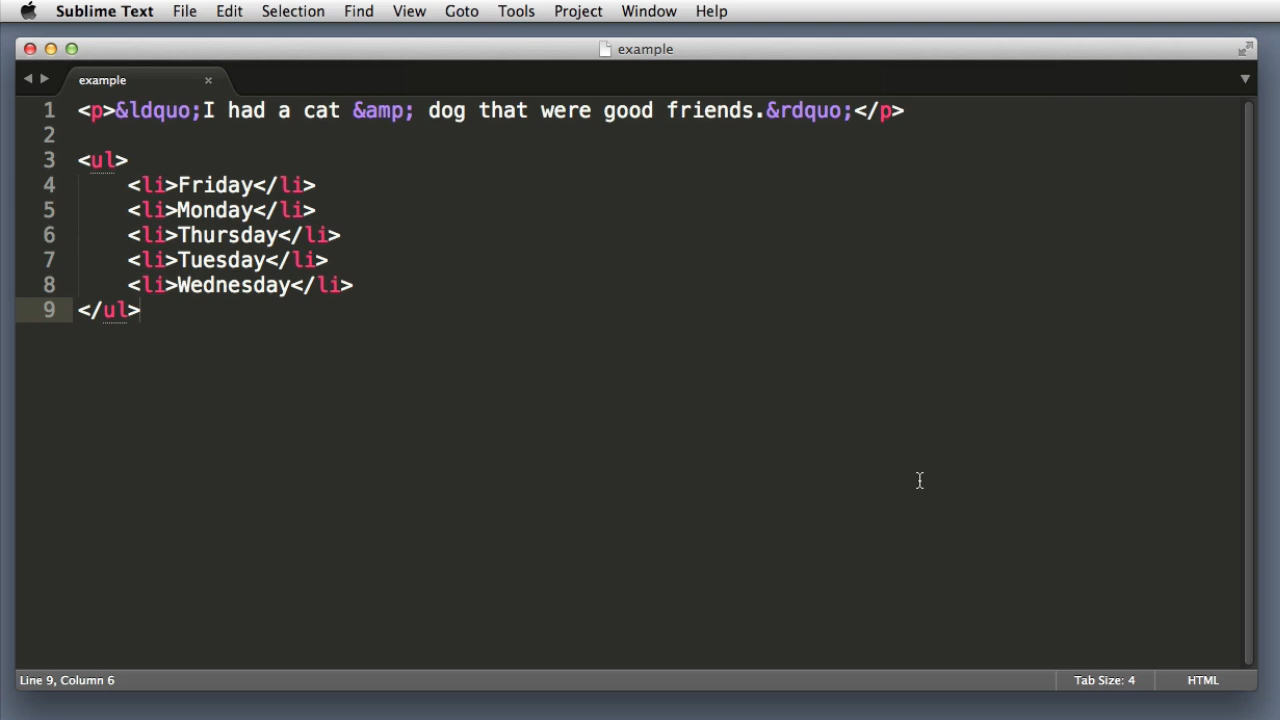 Sublime Text File Edit Selection Find View Goto Tools Project Window Help
example
example ×
1 <p>&ldquo;I had a cat &amp; dog that were good friends.&rdquo;</p>
2
3 <ul>
4     <li>Friday</li>
5     <li>Monday</li>
6     <li>Thursday</li>
7     <li>Tuesday</li>
8     <li>Wednesday</li>
9 </ul>
Line 9, Column 6 Tab Size: 4 HTML